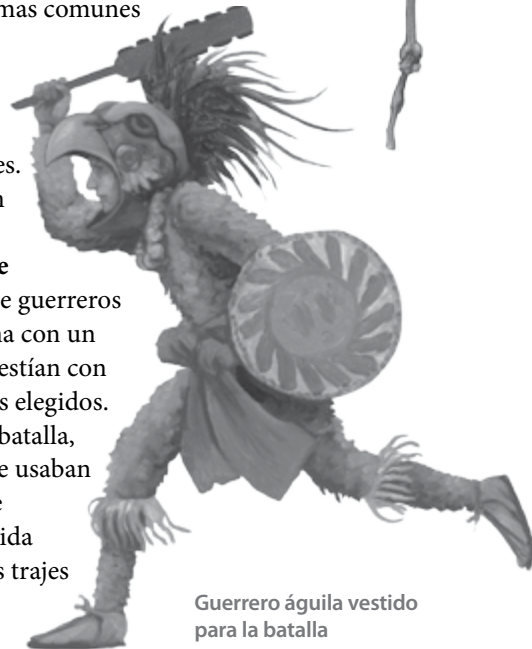 mas comunes
es.
n
e
e guerreros
na con un
estían con
s elegidos.
batalla,
e usaban
e
ida
s trajes
Guerrero águila vestido
para la batalla